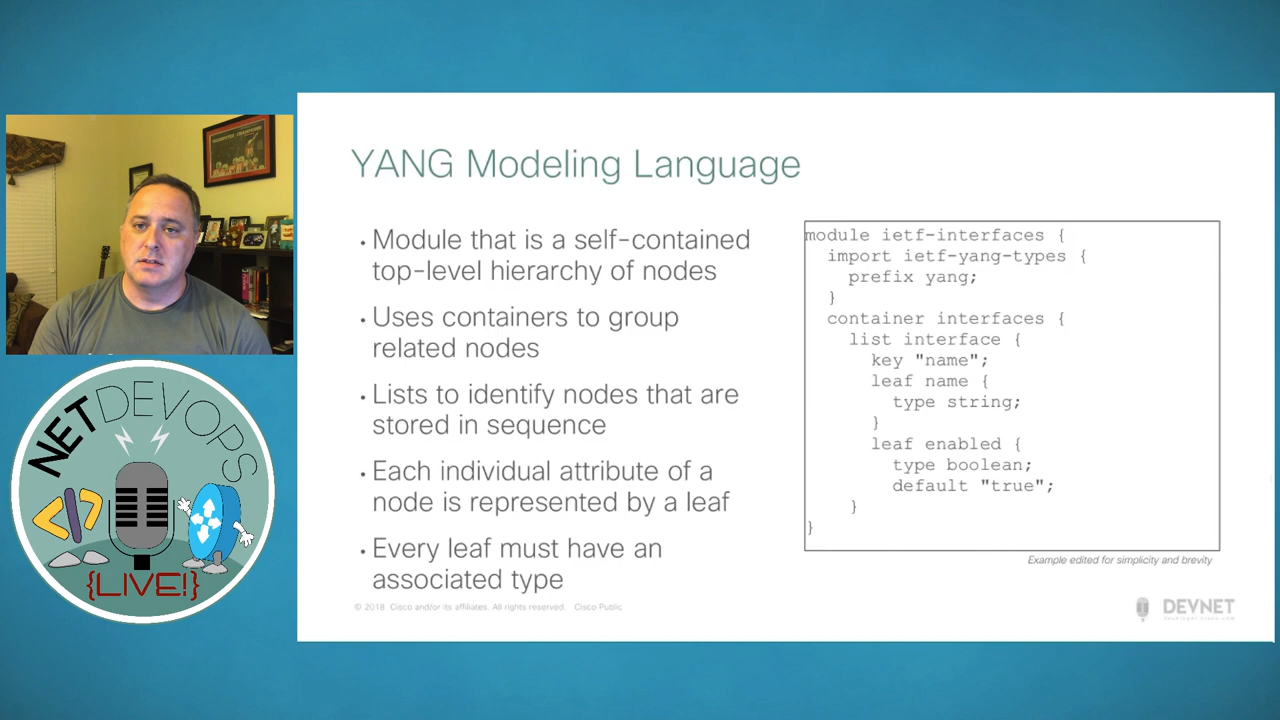 YANG Modeling Language
• Module that is a self-contained
top-level hierarchy of nodes
• Uses containers to group
related nodes
• Lists to identify nodes that are
stored in sequence
• Each individual attribute of a
node is represented by a leaf
• Every leaf must have an
associated type
module ietf-interfaces {
import ietf-yang-types {
prefix yang;
}
container interfaces {
list interface {
key "name";
leaf name {
type string;
}
leaf enabled {
type boolean;
default "true";
}
}
Example edited for simplicity and brevity
© 2018 Cisco and/or its affiliates. All rights reserved. Cisco Public
DEVNET
developer.cisco.com
NETDEVOPS
</>
{LIVE!}